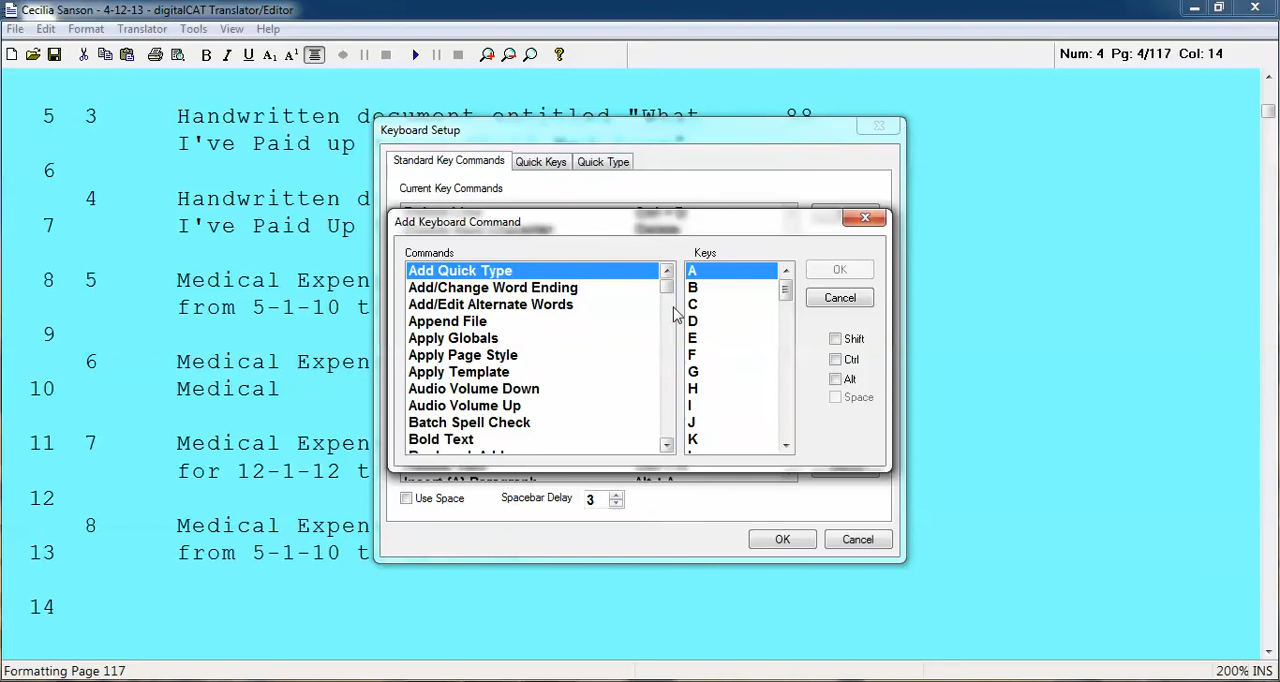 Cecilia Sanson - 4-12-13 - digitalCAT Translator/Editor
File Edit Format Translator Tools View Help
Num: 4 Pg: 4/117 Col: 14
5 3 Handwritten document entitled "What 88
I've Paid up
6
4 Handwritten d
7 I've Paid Up
8 5 Medical Expen
from 5-1-10 t
9
6 Medical Expen
10 Medical
11 7 Medical Expen
for 12-1-12 t
12
8 Medical Expen
13 from 5-1-10 t
14
Keyboard Setup
Standard Key Commands Quick Keys Quick Type
Current Key Commands
Add Keyboard Command
Commands Keys
Add Quick Type A
Add/Change Word Ending B
Add/Edit Alternate Words C
Append File D
Apply Globals E
Apply Page Style F
Apply Template G
Audio Volume Down H
Audio Volume Up I
Batch Spell Check J
Bold Text K
OK
Cancel
Shift
Ctrl
Alt
Space
Insert (A) Paragraph Alt + A
Use Space Spacebar Delay 3
OK Cancel
Formatting Page 117 200% INS